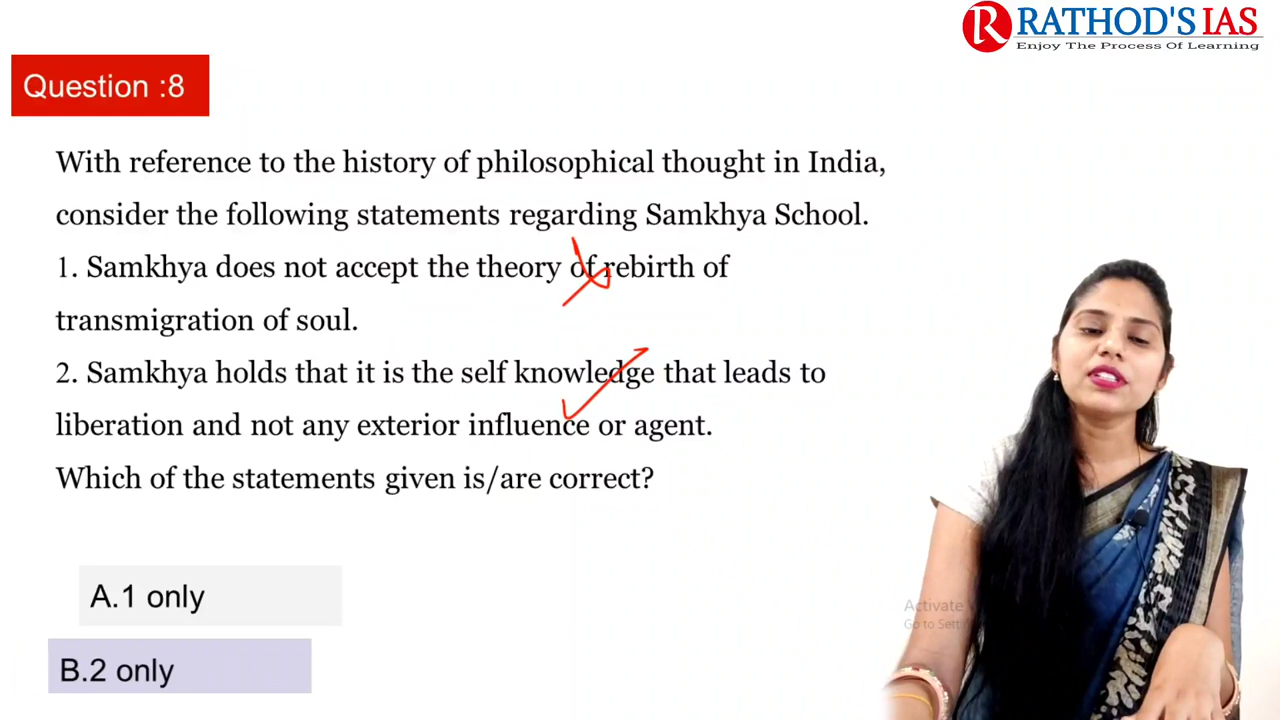 RATHOD'S IAS
Enjoy The Process Of Learning
Question :8
With reference to the history of philosophical thought in India,
consider the following statements regarding Samkhya School.
1. Samkhya does not accept the theory of rebirth of
transmigration of soul.
2. Samkhya holds that it is the self knowledge that leads to
liberation and not any exterior influence or agent.
Which of the statements given is/are correct?
A.1 only
B.2 only
Activate
Go to